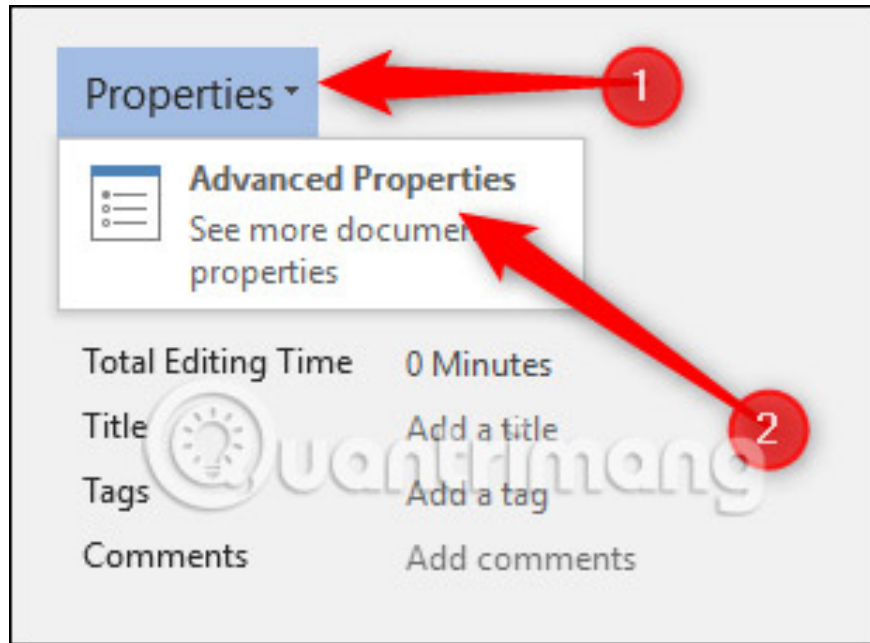 Properties
1
Advanced Properties
See more document
properties
Total Editing Time 0 Minutes
Title Add a title
2
Tags Add a tag
Comments Add comments
Quantrimang